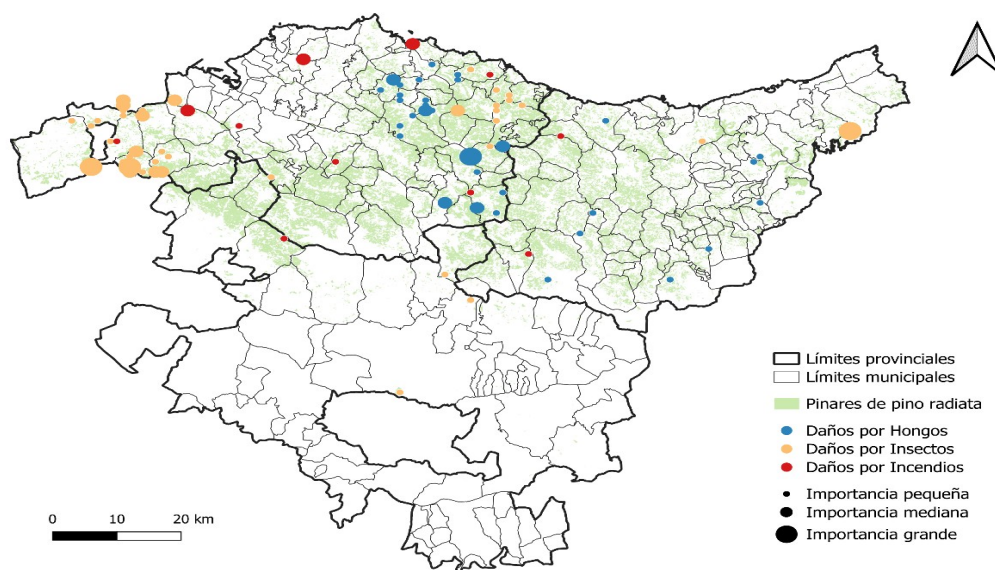 Límites provinciales
Límites municipales
Pinares de pino radiata
Daños por Hongos
Daños por Insectos
Daños por Incendios
Importancia pequeña
Importancia mediana
Importancia grande
0 10 20 km